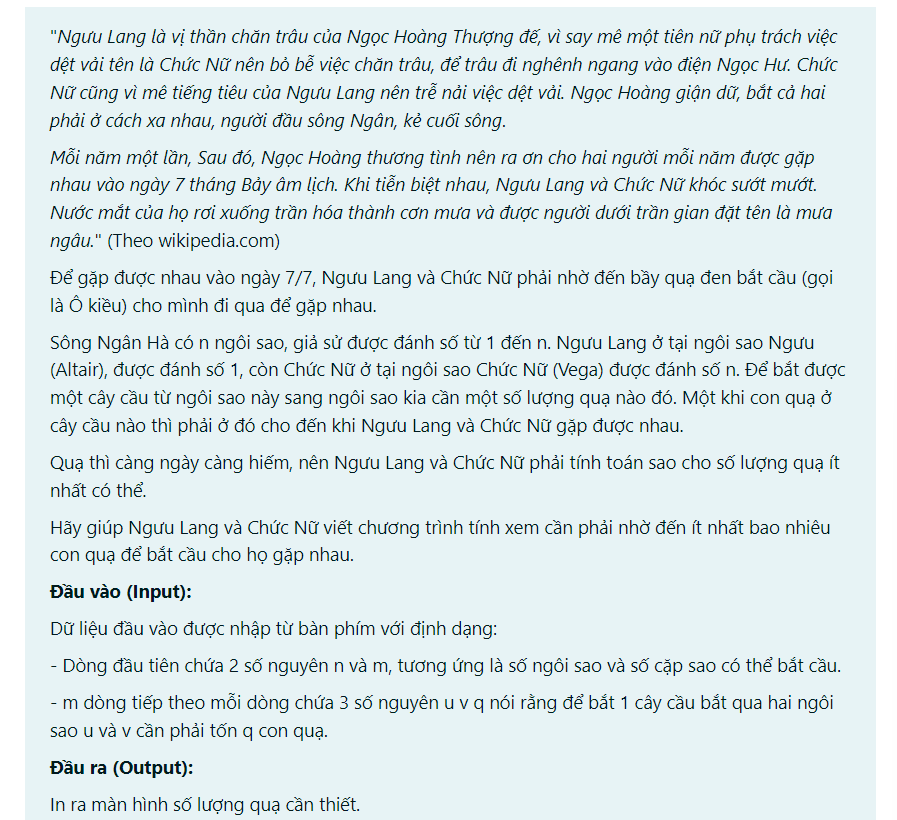 "Ngưu Lang là vị thần chăn trâu của Ngọc Hoàng Thượng đế, vì say mê một tiên nữ phụ trách việc
dệt vải tên là Chức Nữ nên bỏ bễ việc chăn trâu, để trâu đi nghênh ngang vào điện Ngọc Hư. Chức
Nữ cũng vì mê tiếng tiêu của Ngưu Lang nên trễ nải việc dệt vải. Ngọc Hoàng giận dữ, bắt cả hai
phải ở cách xa nhau, người đầu sông Ngân, kẻ cuối sông.
Mỗi năm một lần, Sau đó, Ngọc Hoàng thương tình nên ra ơn cho hai người mỗi năm được gặp
nhau vào ngày 7 tháng Bảy âm lịch. Khi tiễn biệt nhau, Ngưu Lang và Chức Nữ khóc sướt mướt.
Nước mắt của họ rơi xuống trần hóa thành cơn mưa và được người dưới trần gian đặt tên là mưa
ngâu." (Theo wikipedia.com)
Để gặp được nhau vào ngày 7/7, Ngưu Lang và Chức Nữ phải nhờ đến bầy quạ đen bắt cầu (gọi
là Ô kiều) cho mình đi qua để gặp nhau.
Sông Ngân Hà có n ngôi sao, giả sử được đánh số từ 1 đến n. Ngưu Lang ở tại ngôi sao Ngưu
(Altair), được đánh số 1, còn Chức Nữ ở tại ngôi sao Chức Nữ (Vega) được đánh số n. Để bắt được
một cây cầu từ ngôi sao này sang ngôi sao kia cần một số lượng quạ nào đó. Một khi con quạ ở
cây cầu nào thì phải ở đó cho đến khi Ngưu Lang và Chức Nữ gặp được nhau.
Quạ thì càng ngày càng hiếm, nên Ngưu Lang và Chức Nữ phải tính toán sao cho số lượng quạ ít
nhất có thể.
Hãy giúp Ngưu Lang và Chức Nữ viết chương trình tính xem cần phải nhờ đến ít nhất bao nhiêu
con quạ để bắt cầu cho họ gặp nhau.
Đầu vào (Input):
Dữ liệu đầu vào được nhập từ bàn phím với định dạng:
- Dòng đầu tiên chứa 2 số nguyên n và m, tương ứng là số ngôi sao và số cặp sao có thể bắt cầu.
- m dòng tiếp theo mỗi dòng chứa 3 số nguyên u v q nói rằng để bắt 1 cây cầu bắt qua hai ngôi
sao u và v cần phải tốn q con quạ.
Đầu ra (Output):
In ra màn hình số lượng quạ cần thiết.